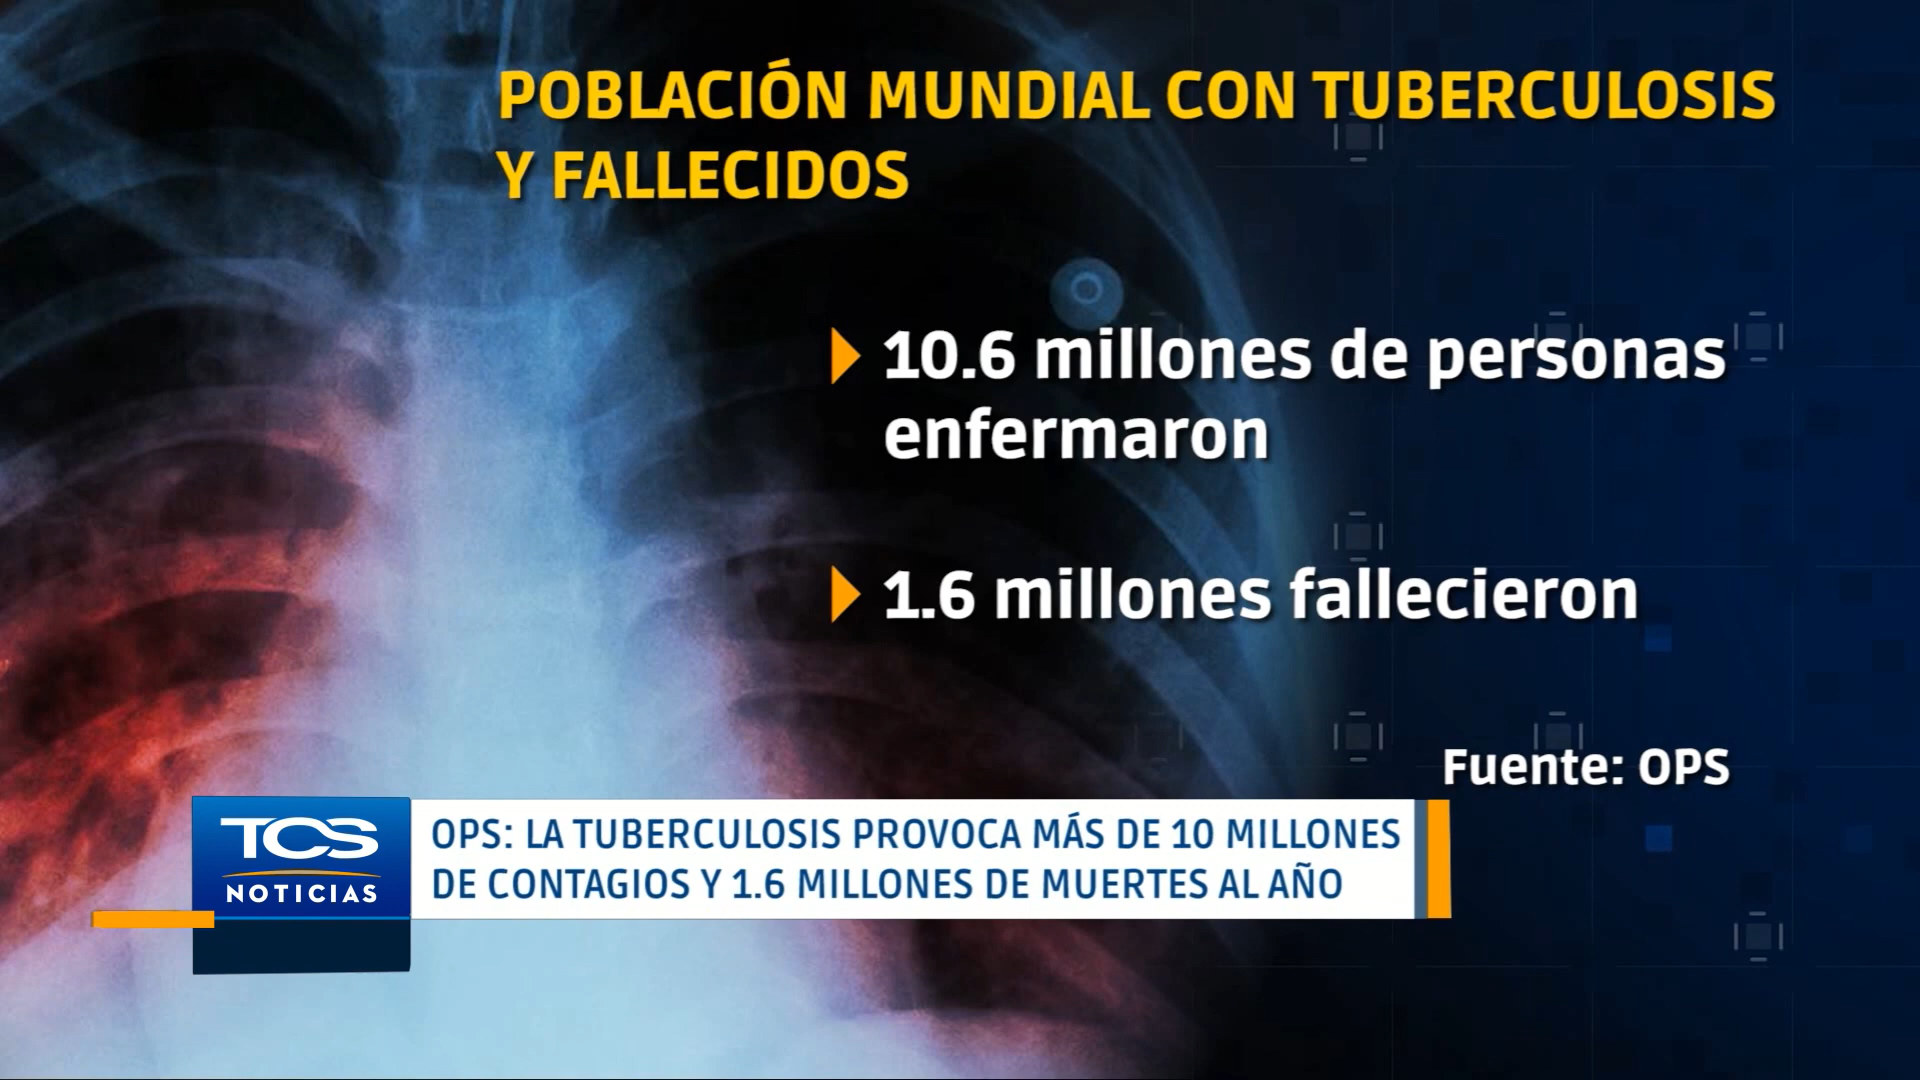 POBLACIÓN MUNDIAL CON TUBERCULOSIS
Y FALLECIDOS
10.6 millones de personas
enfermaron
1.6 millones fallecieron
Fuente: OPS
TCS
NOTICIAS
OPS: LA TUBERCULOSIS PROVOCA MÁS DE 10 MILLONES
DE CONTAGIOS Y 1.6 MILLONES DE MUERTES AL AÑO